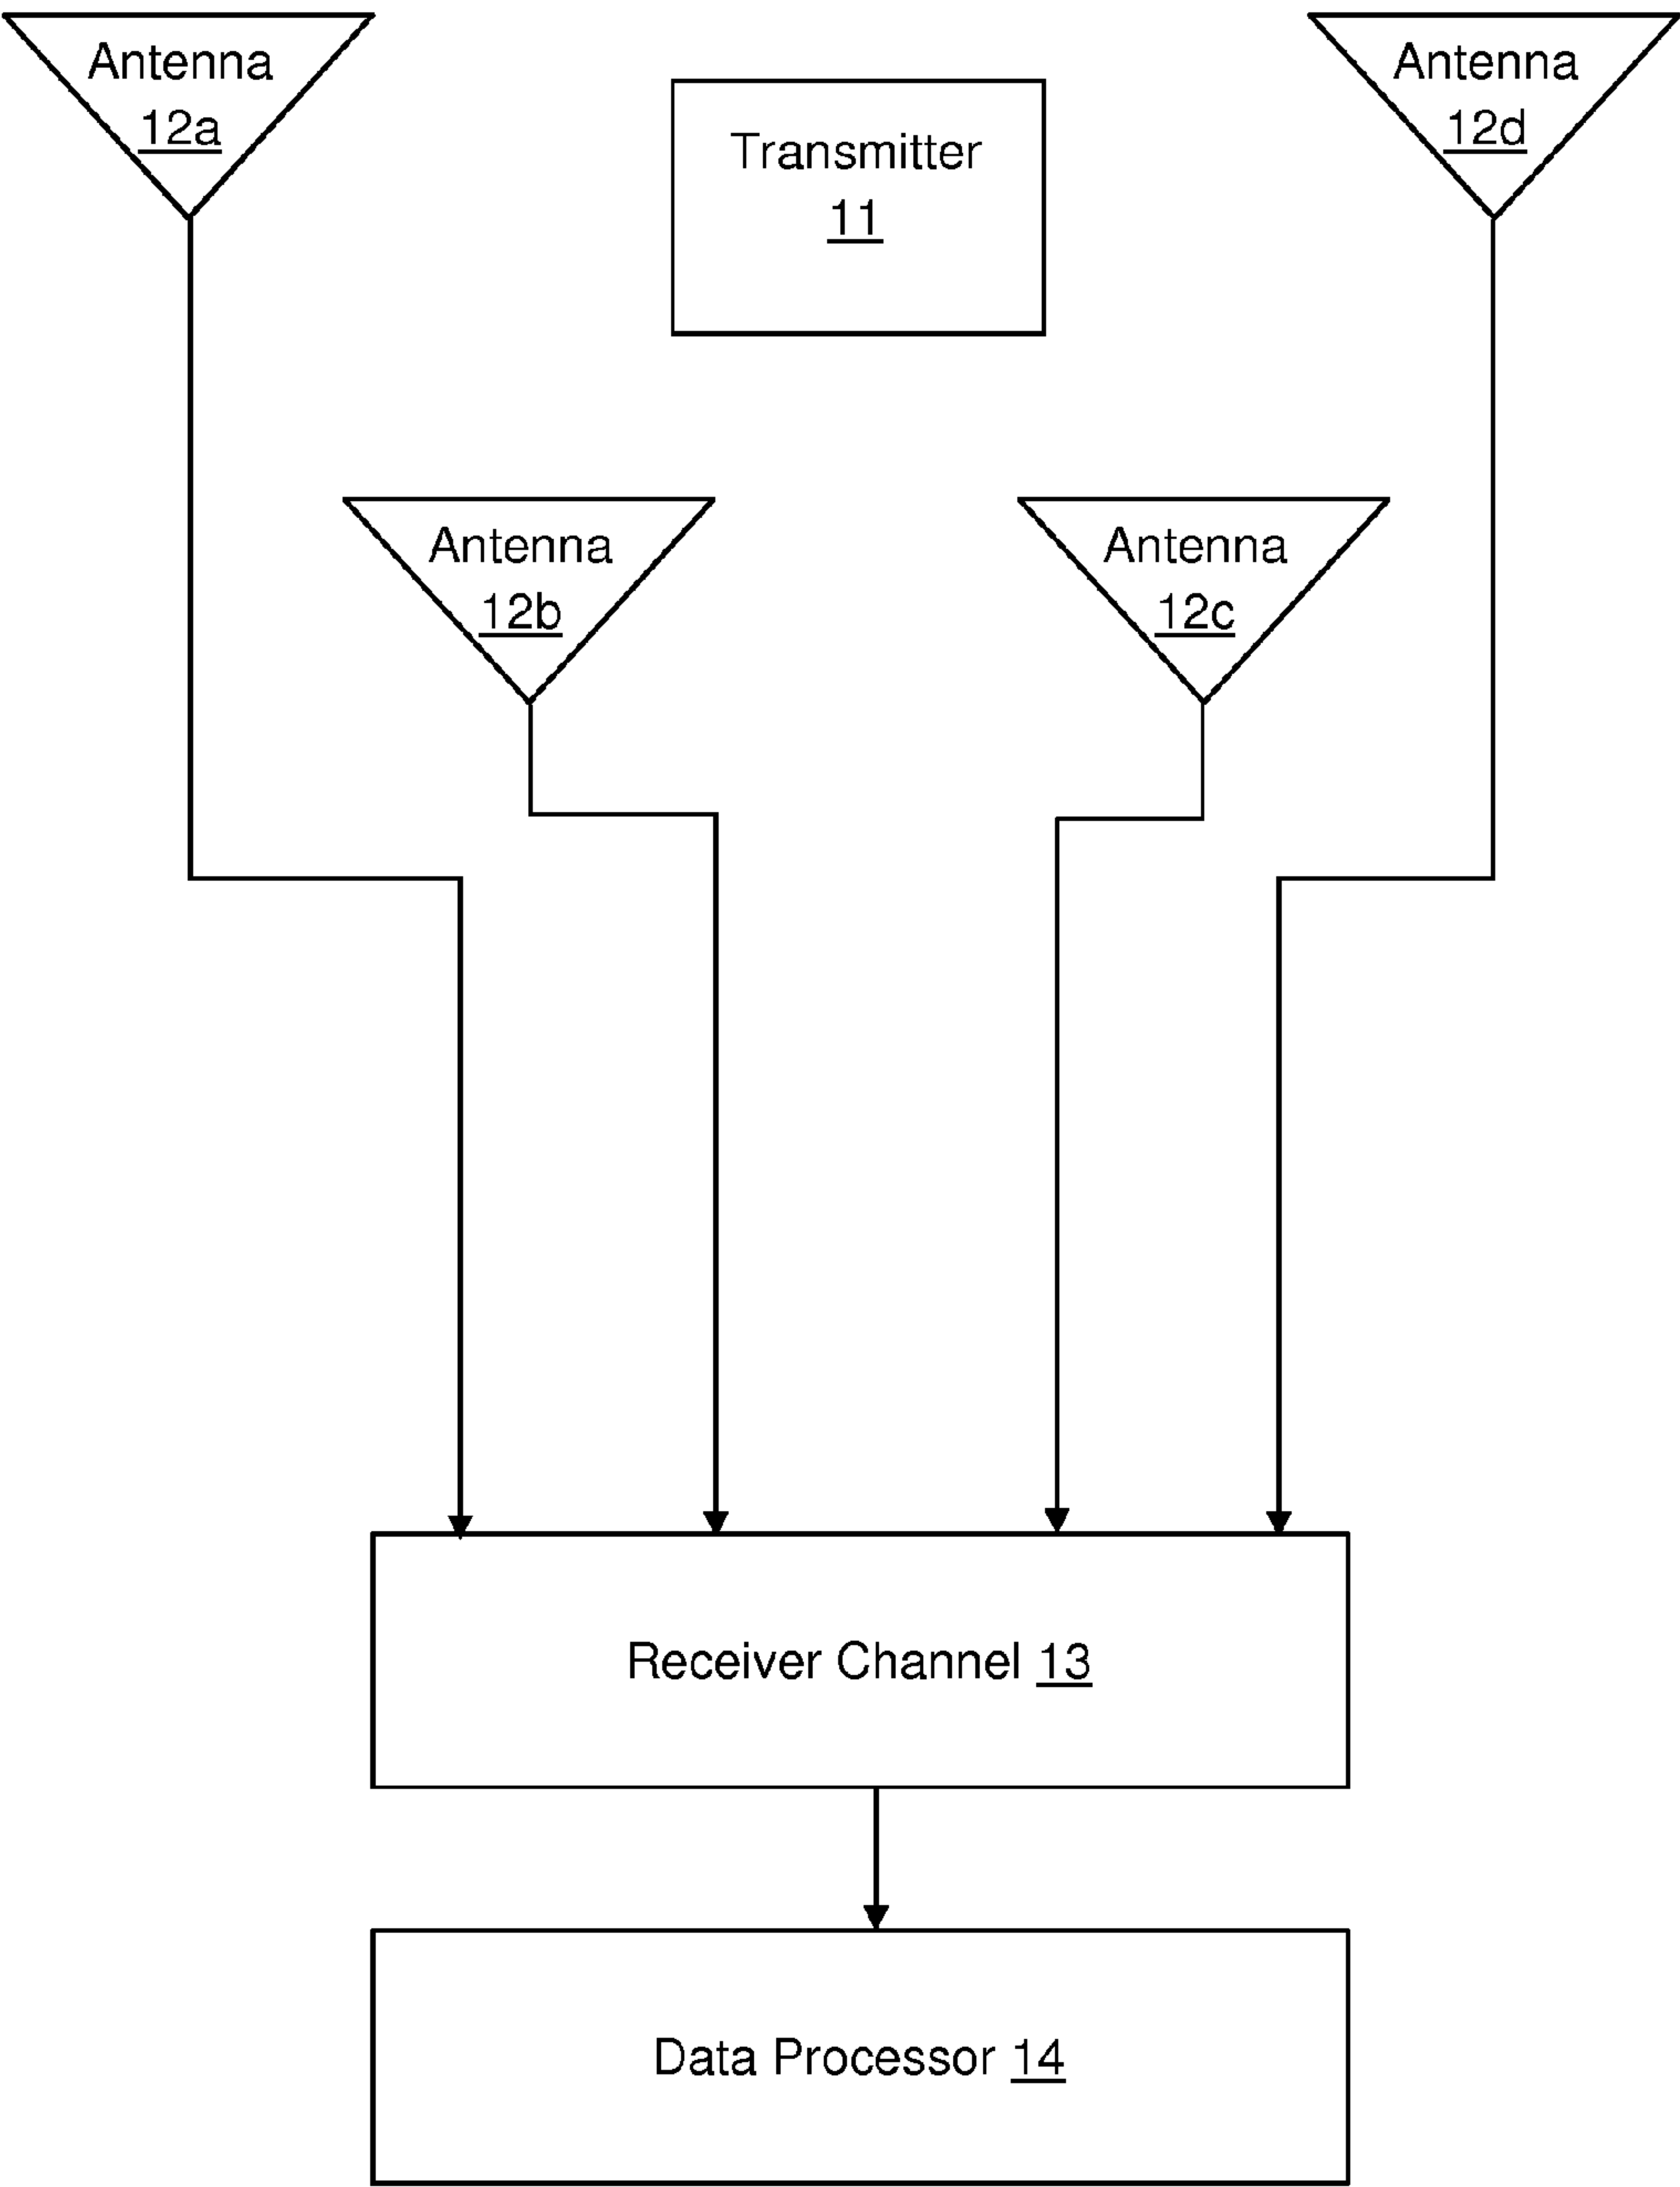 Antenna
12a
Transmitter
11
Antenna
12d
Antenna
12b
Antenna
12c
Receiver Channel 13
Data Processor 14